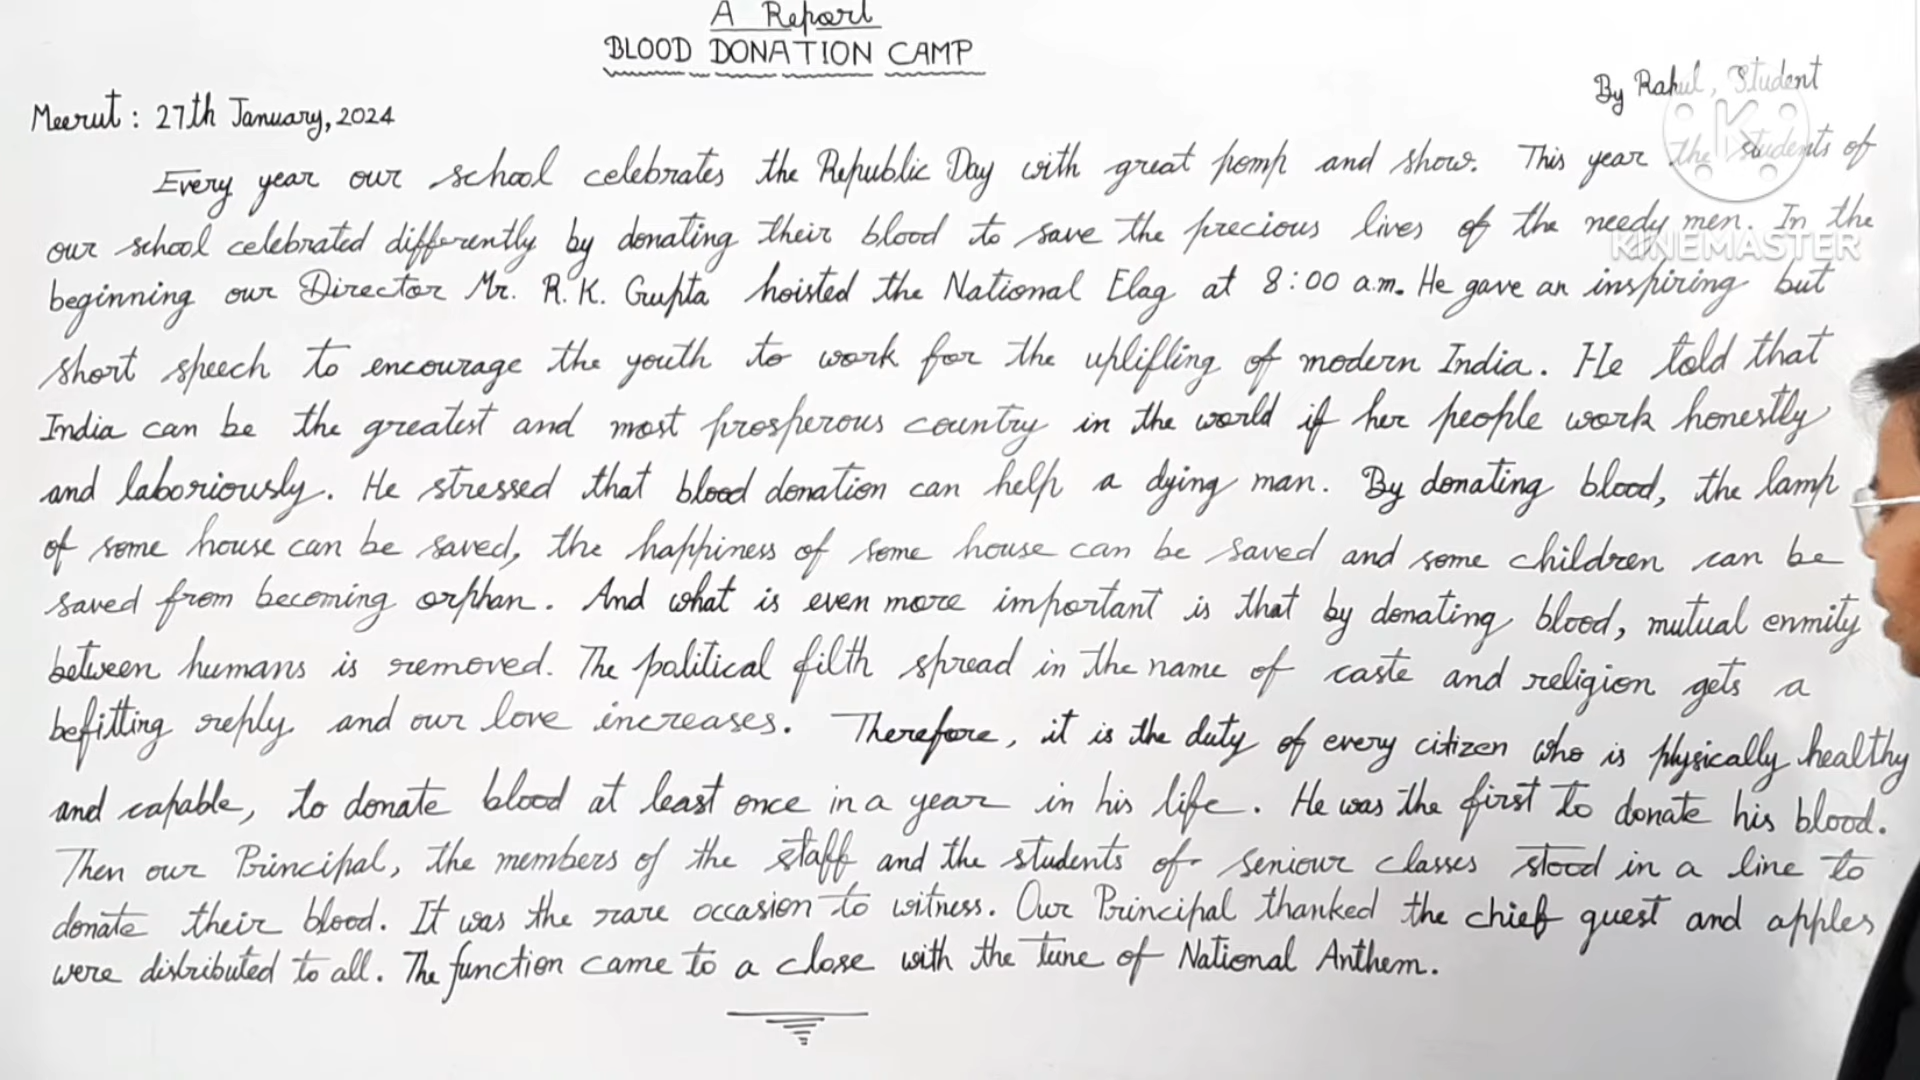 A Report
BLOOD DONATION CAMP
By Rahul, Student
Meerut : 27th January, 2024
Every year our school celebrates the Republic Day with great pomp and show. This year the students of
our school celebrated differently by donating their blood to save the precious lives of the needy men. In the
KINEMASTER
beginning our Director Mr. R.K. Gupta hoisted the National Flag at 8:00 a.m. He gave an inspiring but
short speech to encourage the youth to work for the uplifting of modern India. He told that
India can be the greatest and most prosperous country in the world if her people work honestly
and laboriously. He stressed that blood donation can help a dying man. By donating blood, the lamp
of some house can be saved, the happiness of some house can be saved and some children can be
saved from becoming orphan. And what is even more important is that by donating blood, mutual enmity
between humans is removed. The political filth spread in the name of caste and religion gets a
befitting reply and our love increases. Therefore, it is the duty of every citizen who is physically healthy
and capable, to donate blood at least once in a year in his life. He was the first to donate his blood.
Then our Principal, the members of the staff and the students of seniour classes stood in a line to
donate their blood. It was the rare occasion to witness. Our Principal thanked the chief guest and apples
were distributed to all. The function came to a close with the tune of National Anthem.